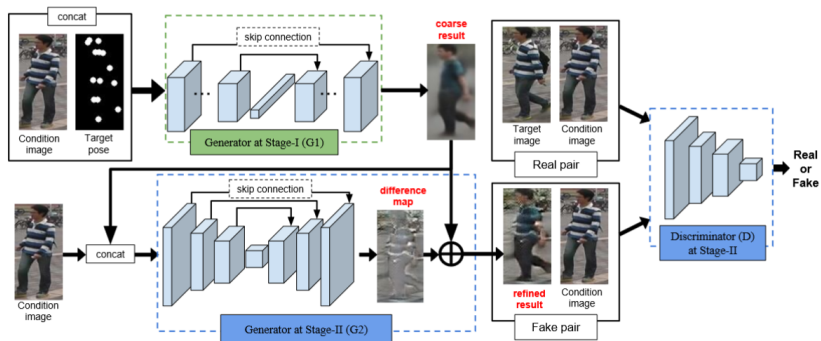 concat
Condition
image
Target
pose
skip connection
Generator at Stage-I (G1)
coarse
result
Target
image
Condition
image
Real pair
Real
or
Fake
Discriminator (D)
at Stage-II
Condition
image
concat
skip connection
Generator at Stage-II (G2)
difference
map
refined
result
Condition
image
Fake pair